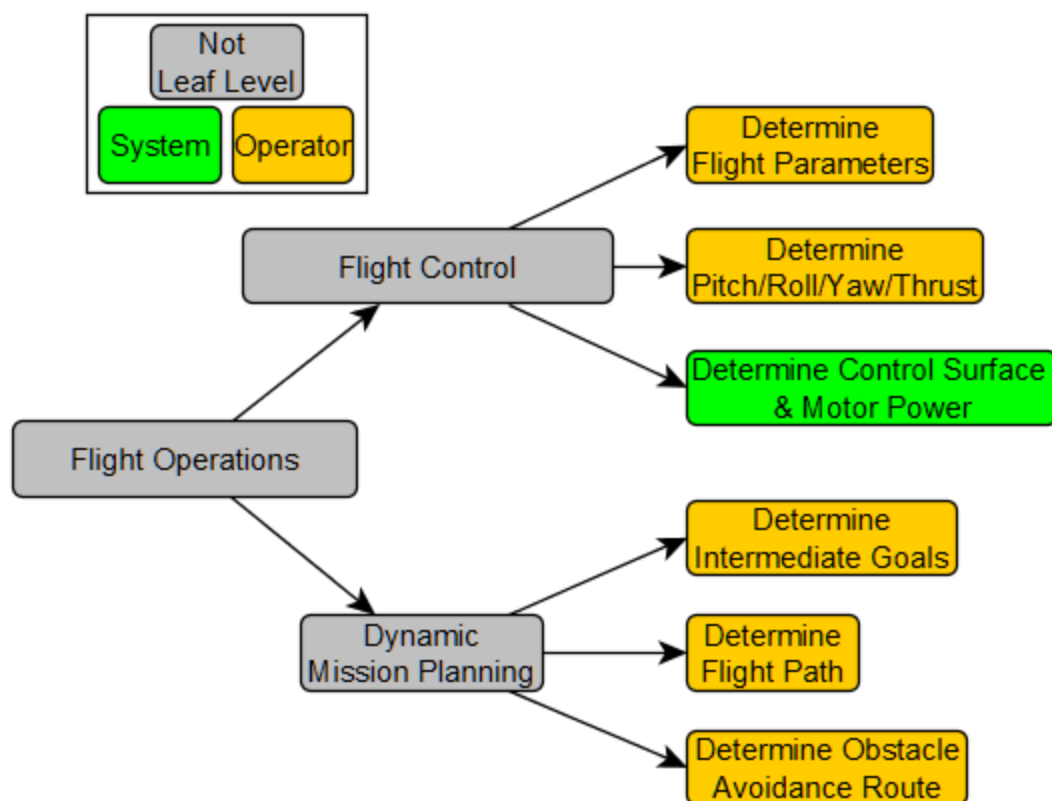 Not
Leaf Level
System
Operator
Determine
Flight Parameters
Flight Control
Determine
Pitch/Roll/Yaw/Thrust
Determine Control Surface
& Motor Power
Flight Operations
Determine
Intermediate Goals
Dynamic
Mission Planning
Determine
Flight Path
Determine Obstacle
Avoidance Route